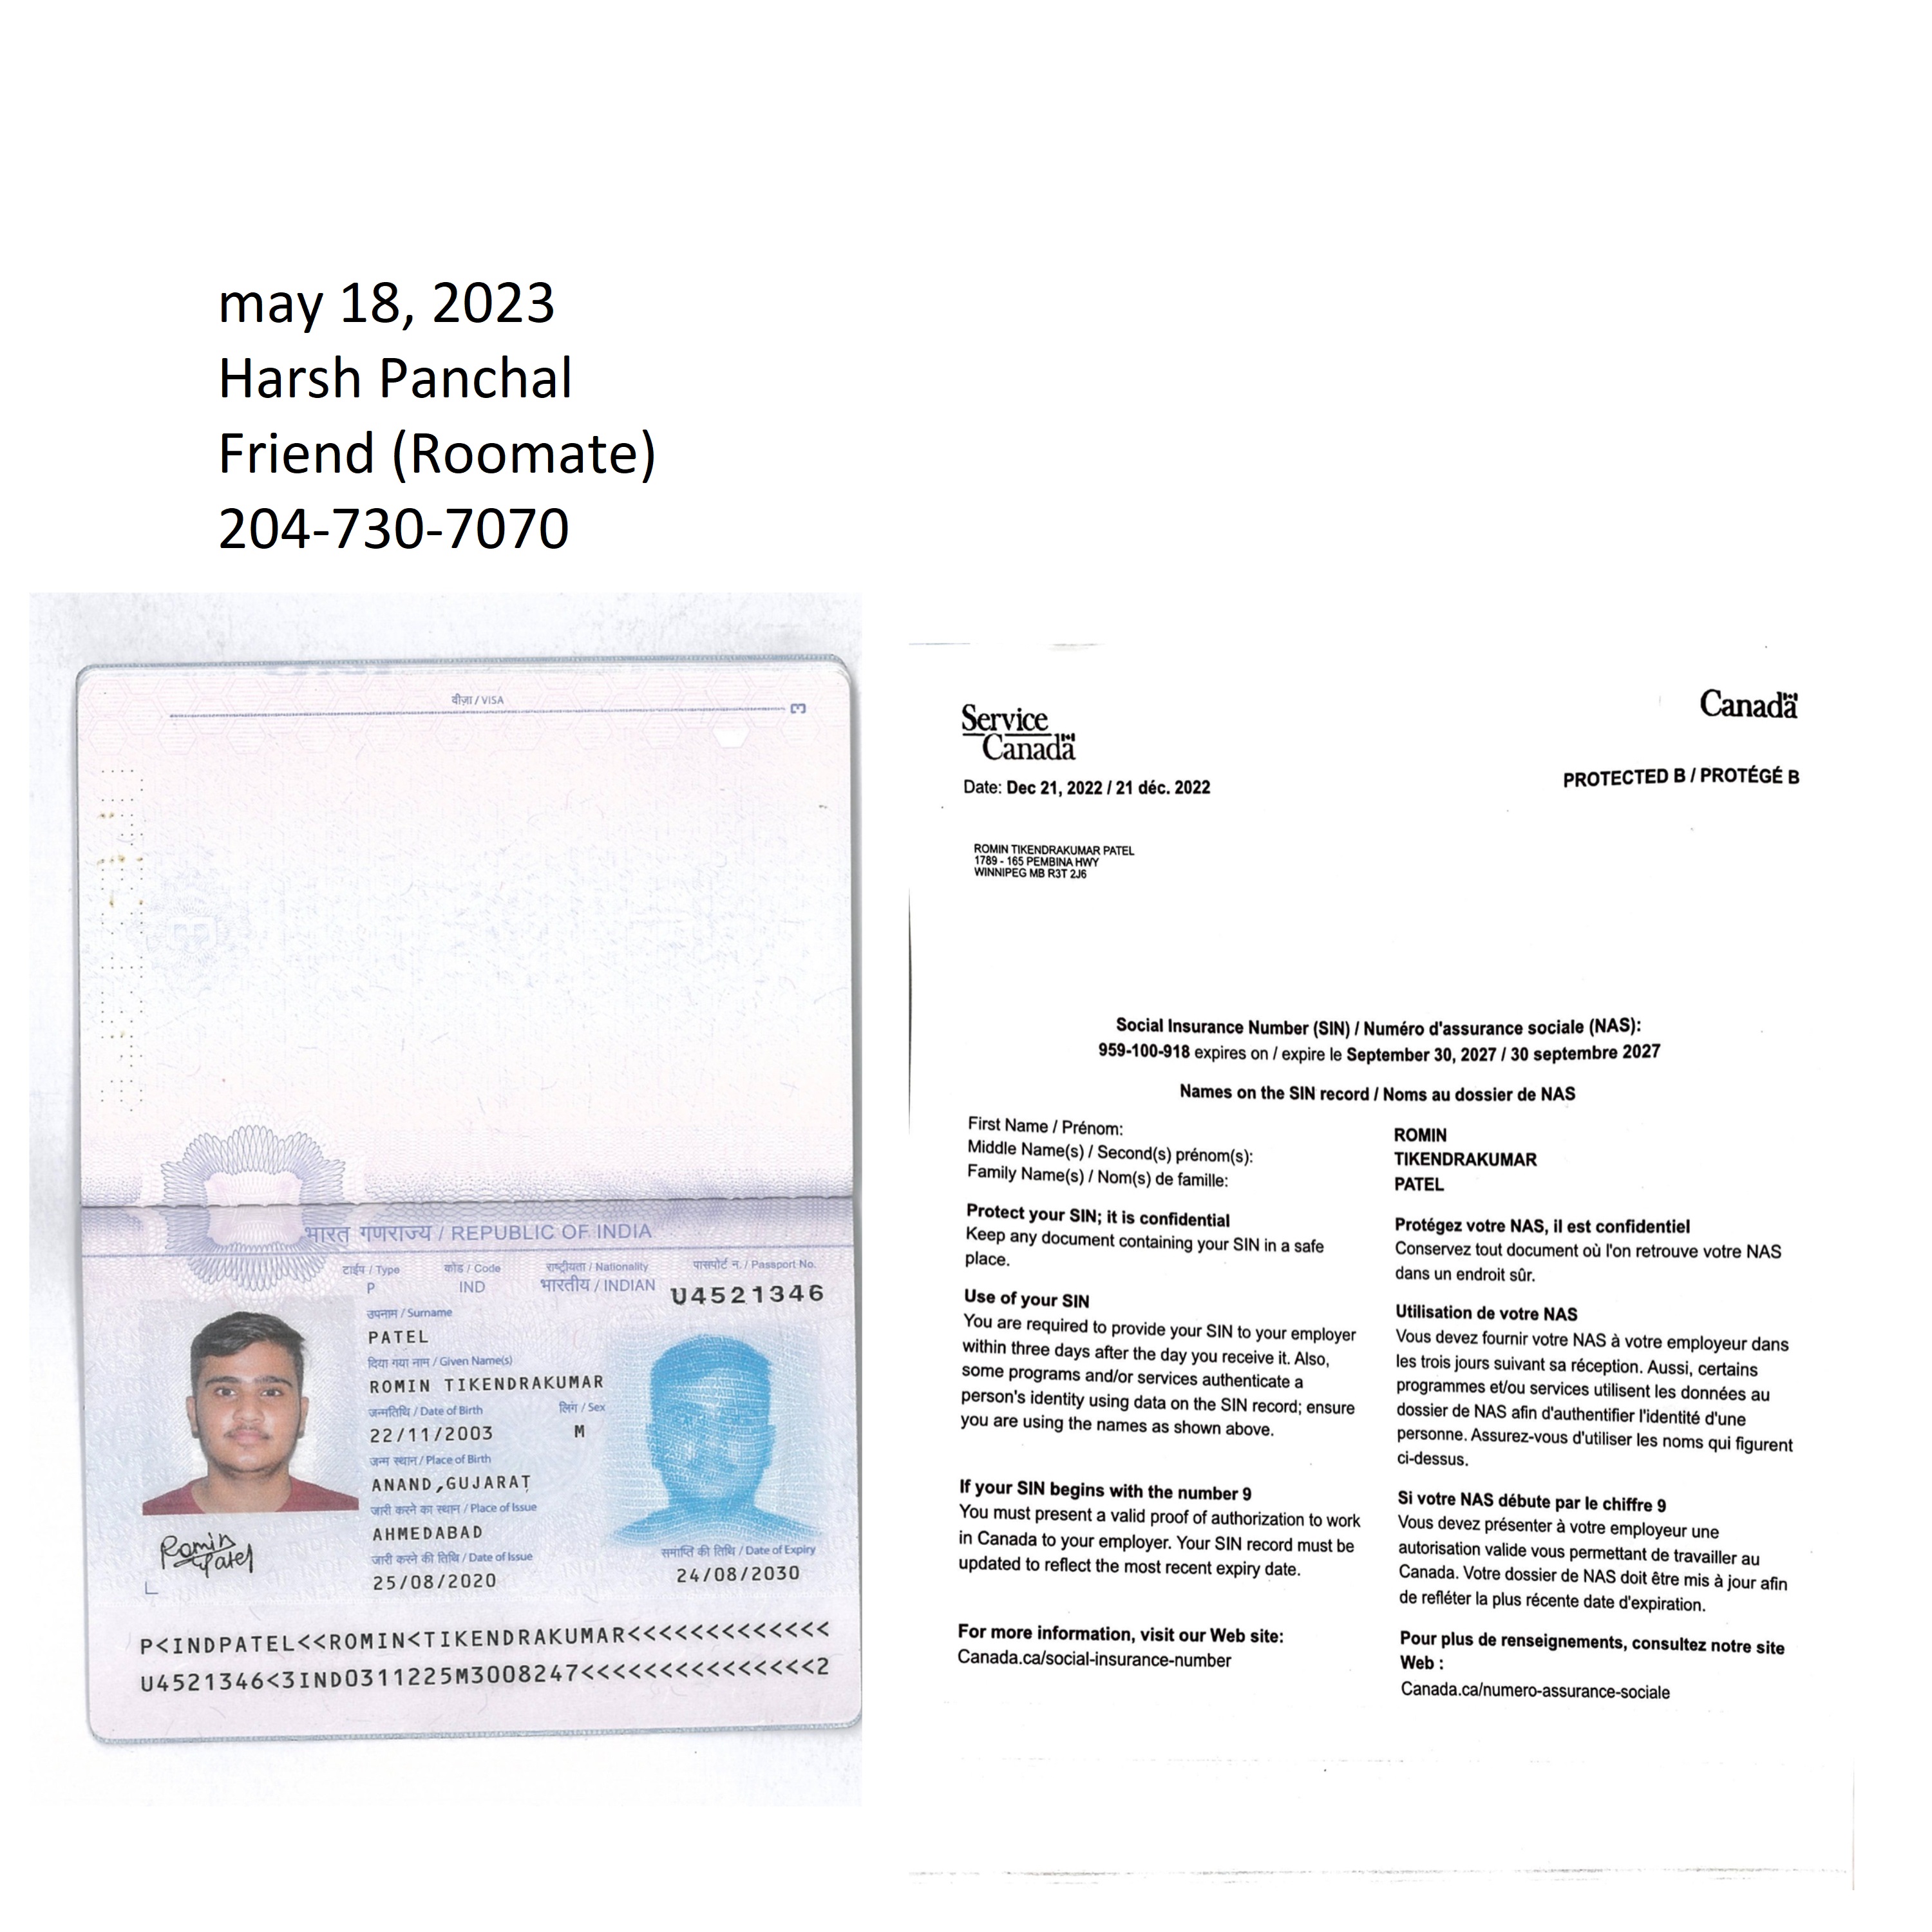 may 18, 2023
Harsh Panchal
Friend (Roomate)
204-730-7070
वीज़ा / VISA
3
भारत गणराज्य / REPUBLIC OF INDIA
टाईप / Type
कोड / Code
राष्ट्रीयता / Nationality
पासपोर्ट न. / Passport No.
P
IND
भारतीय / INDIAN
U4521346
उपनाम / Surname
PATEL
दिया गया नाम / Given Name(s)
ROMIN TIKENDRAKUMAR
जन्मतिथि / Date of Birth
लिंग / Sex
22/11/2003
M
जन्म स्थान / Place of Birth
ANAND,GUJARAT
जारी करने का स्थान / Place of Issue
AHMEDABAD
जारी करने की तिथि / Date of Issue
समाप्ति की तिथि / Date of Expiry
25/08/2020
24/08/2030
Romin
Patel
P<INDPATEL<<ROMIN<TIKENDRAKUMAR<<<<<<<<<<<<<
U4521346<3IND0311225M3008247<<<<<<<<<<<<<<<2
Service
Canada
Canada
Date: Dec 21, 2022 / 21 déc. 2022
PROTECTED B / PROTÉGÉ B
ROMIN TIKENDRAKUMAR PATEL
1789 - 165 PEMBINA HWY
WINNIPEG MB R3T 2J6
Social Insurance Number (SIN) / Numéro d'assurance sociale (NAS):
959-100-918 expires on / expire le September 30, 2027 / 30 septembre 2027
Names on the SIN record / Noms au dossier de NAS
First Name / Prénom:
ROMIN
Middle Name(s) / Second(s) prénom(s):
TIKENDRAKUMAR
Family Name(s) / Nom(s) de famille:
PATEL
Protect your SIN; it is confidential
Keep any document containing your SIN in a safe
place.
Use of your SIN
You are required to provide your SIN to your employer
within three days after the day you receive it. Also,
some programs and/or services authenticate a
person's identity using data on the SIN record; ensure
you are using the names as shown above.
If your SIN begins with the number 9
You must present a valid proof of authorization to work
in Canada to your employer. Your SIN record must be
updated to reflect the most recent expiry date.
For more information, visit our Web site:
Canada.ca/social-insurance-number
Protégez votre NAS, il est confidentiel
Conservez tout document où l'on retrouve votre NAS
dans un endroit sûr.
Utilisation de votre NAS
Vous devez fournir votre NAS à votre employeur dans
les trois jours suivant sa réception. Aussi, certains
programmes et/ou services utilisent les données au
dossier de NAS afin d'authentifier l'identité d'une
personne. Assurez-vous d'utiliser les noms qui figurent
ci-dessus.
Si votre NAS débute par le chiffre 9
Vous devez présenter à votre employeur une
autorisation valide vous permettant de travailler au
Canada. Votre dossier de NAS doit être mis à jour afin
de refléter la plus récente date d'expiration.
Pour plus de renseignements, consultez notre site
Web :
Canada.ca/numero-assurance-sociale